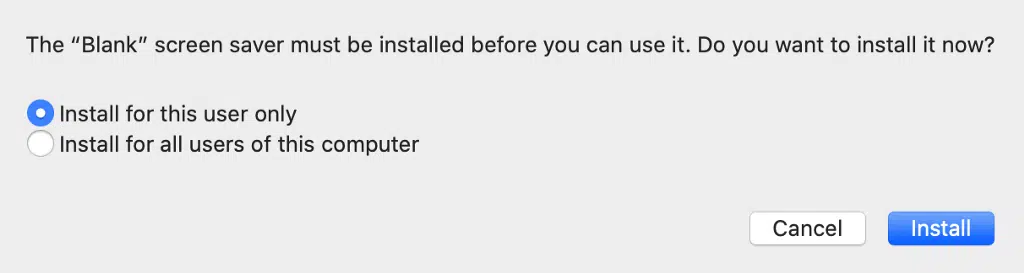 The “Blank” screen saver must be installed before you can use it. Do you want to install it now?
Install for this user only
Install for all users of this computer
Cancel
Install